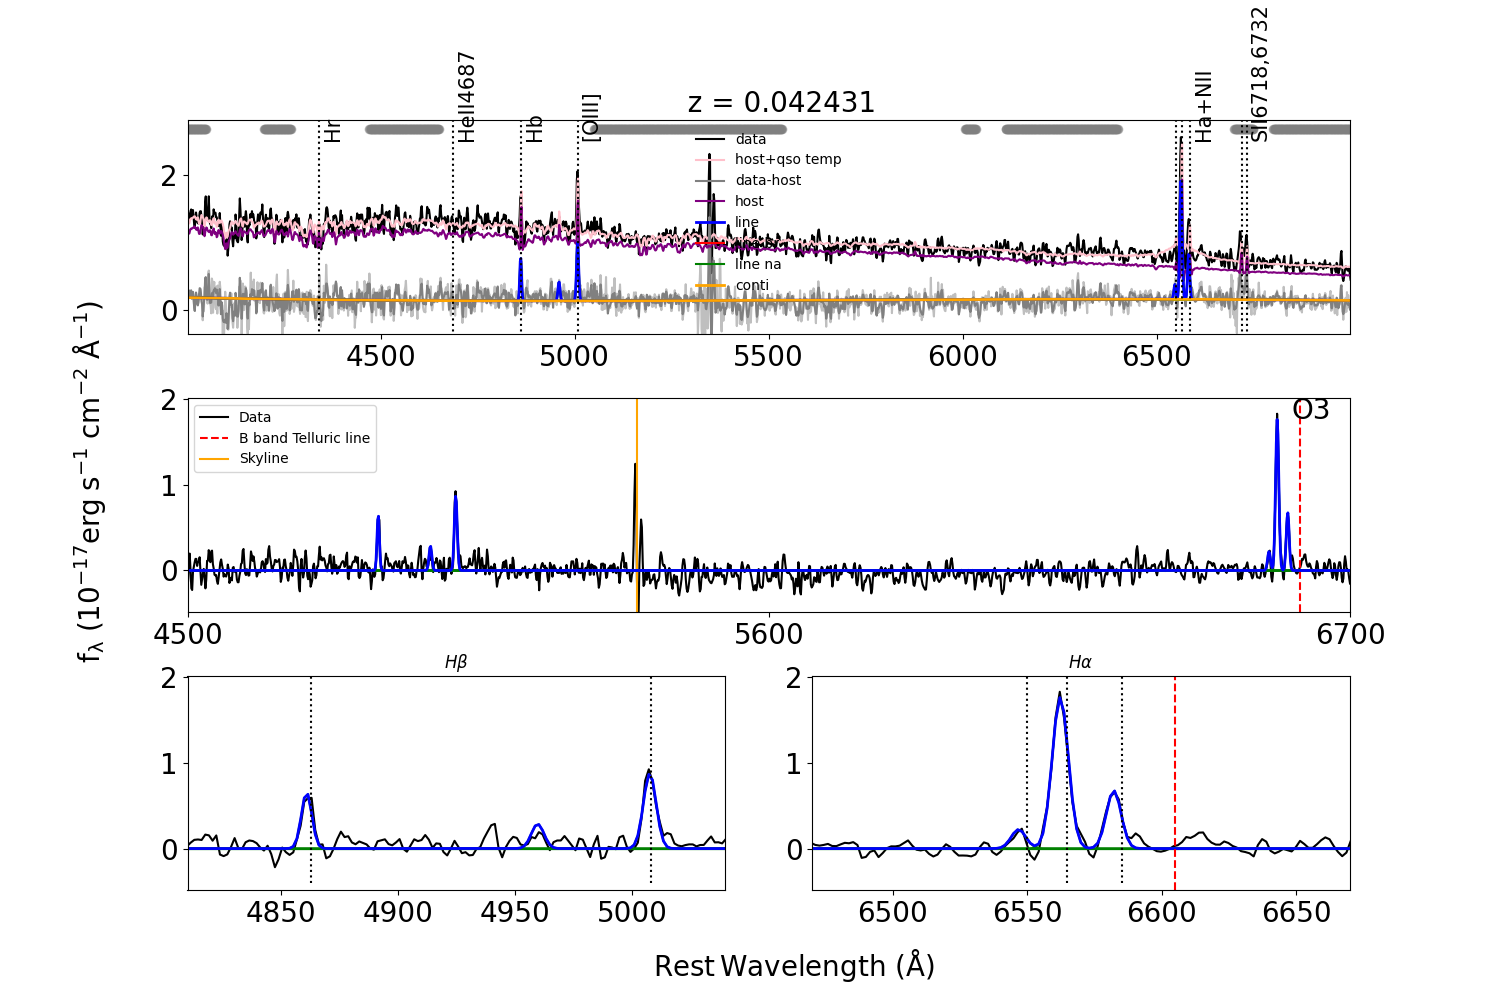 z = 0.042431
Hr
HeII4687
Hb
[OIII]
Ha+NII
SII6718,6732
data
host+qso temp
data-host
host
line
line na
conti
2
0
4500 5000 5500 6000 6500
Data
B band Telluric line
Skyline
O3
2
1
0
4500 5600 6700
fλ (10−17erg s−1 cm−2 Å−1)
Hβ
2
1
0
4850 4900 4950 5000
Hα
2
1
0
6500 6550 6600 6650
Rest Wavelength (Å)